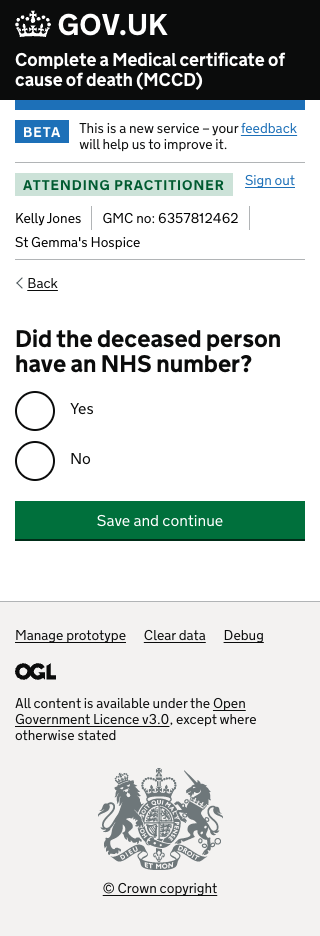 GOV.UK
Complete a Medical certificate of
cause of death (MCCD)
BETA
This is a new service – your feedback
will help us to improve it.
ATTENDING PRACTITIONER
Sign out
Kelly Jones
GMC no: 6357812462
St Gemma's Hospice
Back
Did the deceased person
have an NHS number?
Yes
No
Save and continue
Manage prototype
Clear data
Debug
OGL
All content is available under the Open
Government Licence v3.0, except where
otherwise stated
DIEU ET MON DROIT
© Crown copyright